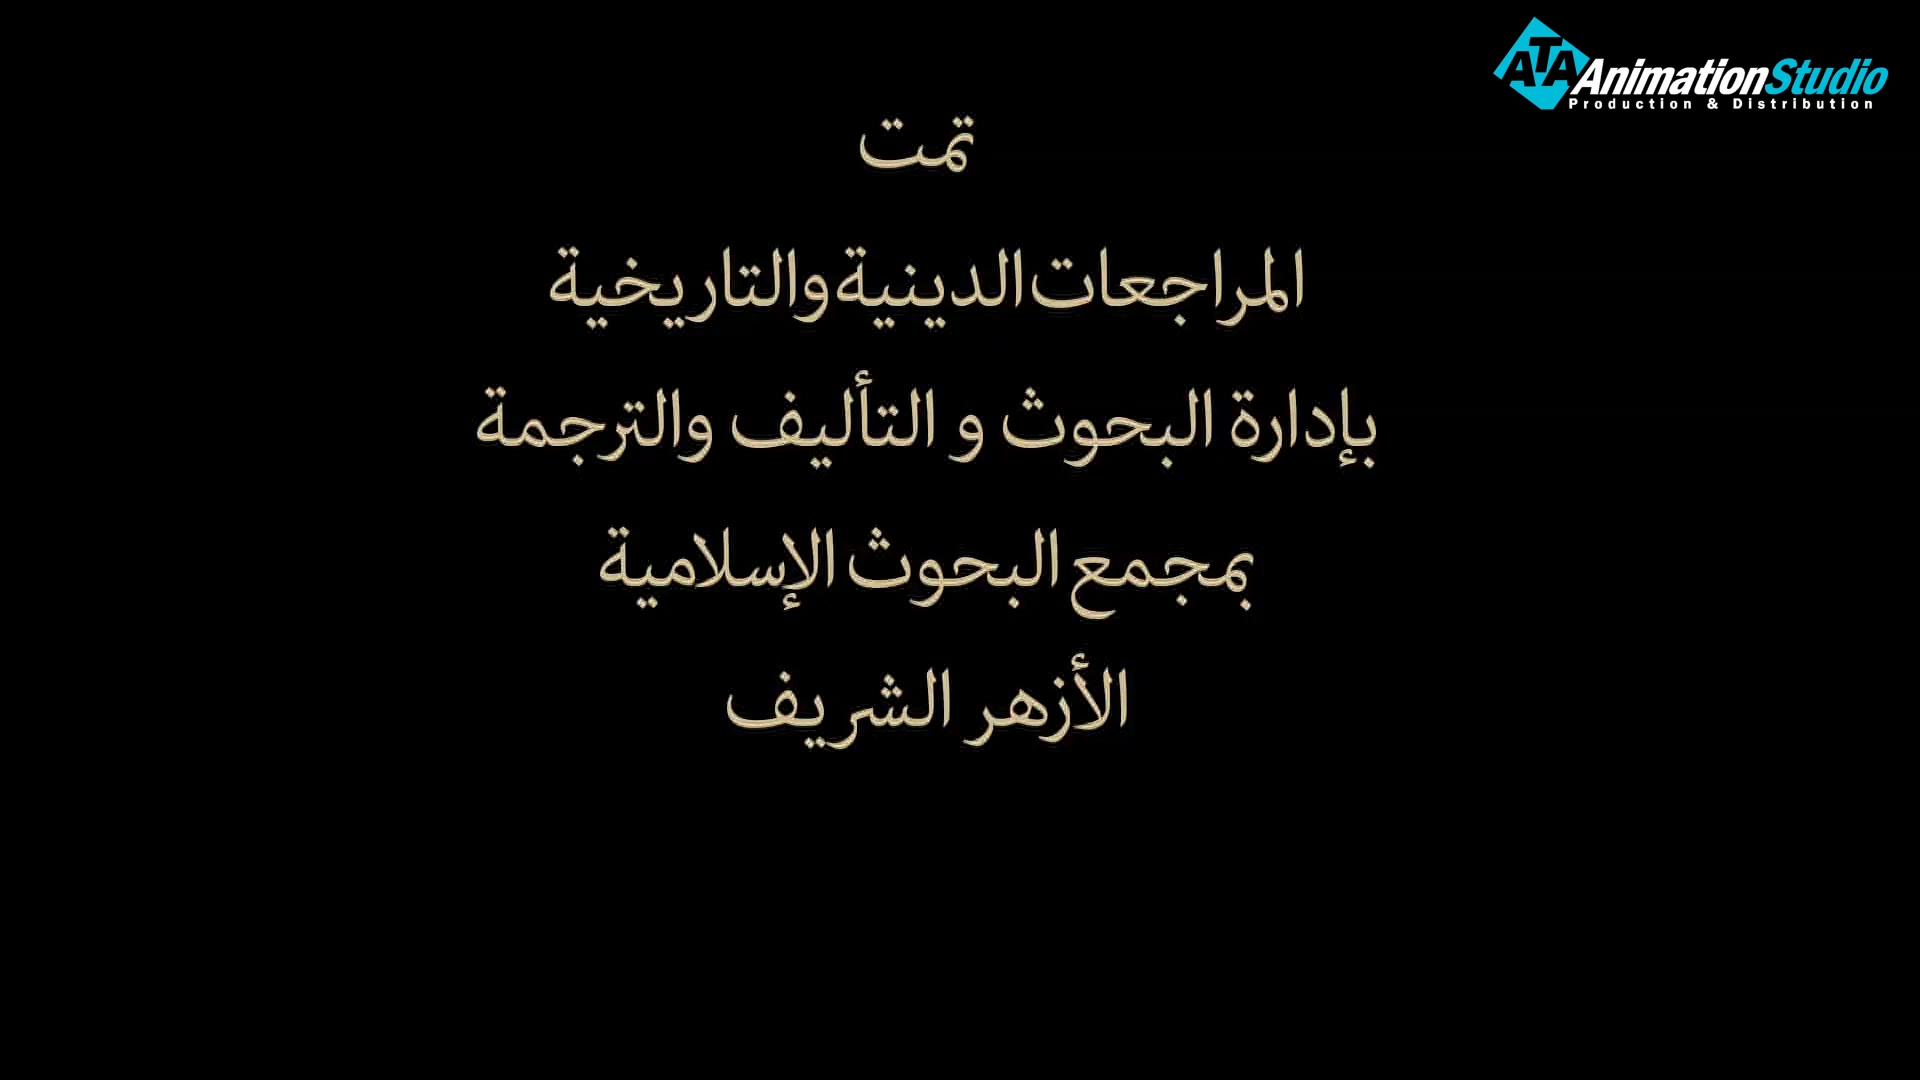 ATA AnimationStudio
Production & Distribution
تمت
المراجعات الدينية والتاريخية
بإدارة البحوث و التأليف والترجمة
بمجمع البحوث الإسلامية
الأزهر الشريف